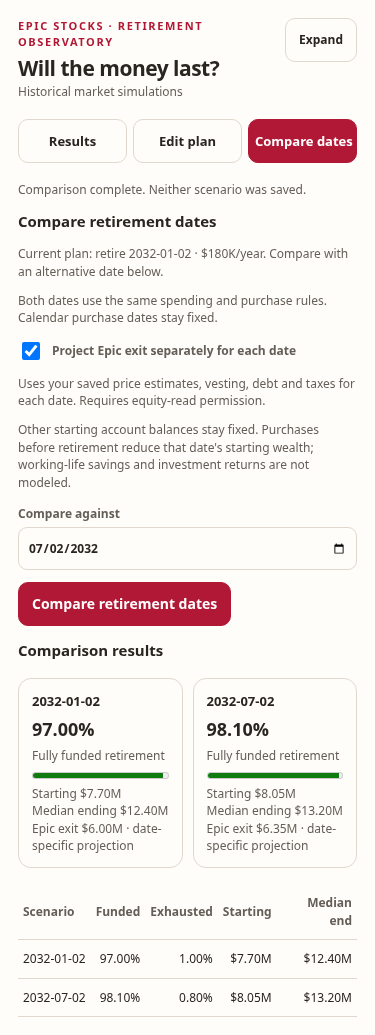 EPIC STOCKS · RETIREMENT
OBSERVATORY
Expand
Will the money last?
Historical market simulations
Results
Edit plan
Compare dates
Comparison complete. Neither scenario was saved.
Compare retirement dates
Current plan: retire 2032-01-02 · $180K/year. Compare with
an alternative date below.
Both dates use the same spending and purchase rules.
Calendar purchase dates stay fixed.
Project Epic exit separately for each date
Uses your saved price estimates, vesting, debt and taxes for
each date. Requires equity-read permission.
Other starting account balances stay fixed. Purchases
before retirement reduce that date's starting wealth;
working-life savings and investment returns are not
modeled.
Compare against
07/02/2032
Compare retirement dates
Comparison results
2032-01-02
97.00%
Fully funded retirement
Starting $7.70M
Median ending $12.40M
Epic exit $6.00M · date-
specific projection
2032-07-02
98.10%
Fully funded retirement
Starting $8.05M
Median ending $13.20M
Epic exit $6.35M · date-
specific projection
Scenario Funded Exhausted Starting Median end
2032-01-02 97.00% 1.00% $7.70M $12.40M
2032-07-02 98.10% 0.80% $8.05M $13.20M